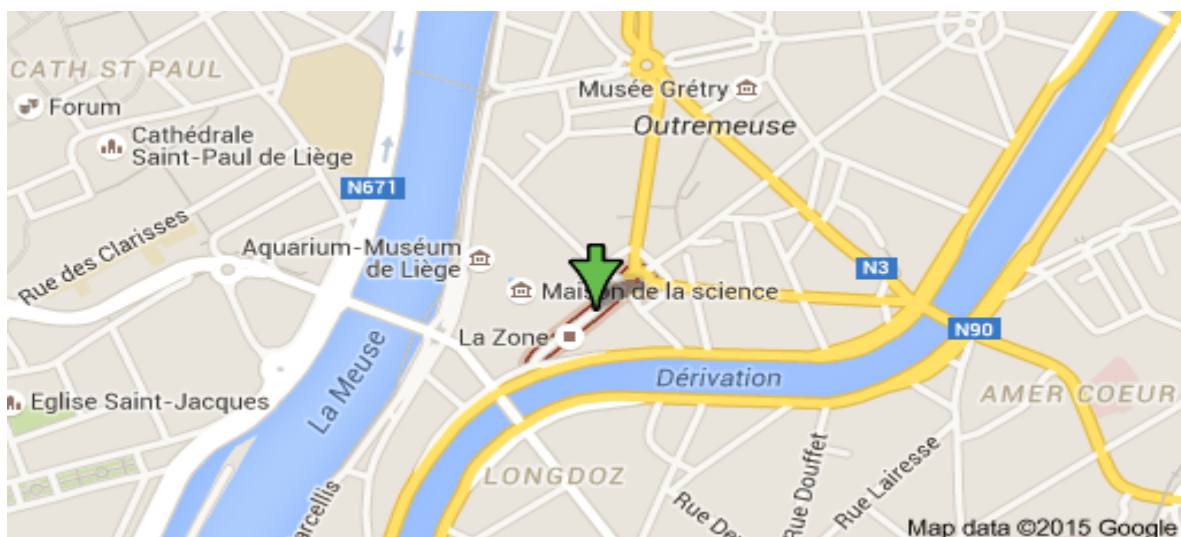 CATH ST PAUL
Forum
Cathédrale
Saint-Paul de Liège
N671
Musée Grétry
Outremeuse
Rue des Clarisses
Aquarium-Muséum
de Liège
Maison de la science
N3
La Zone
N90
La Meuse
Dérivation
Eglise Saint-Jacques
AMER COEUR
LONGDOZ
Rue Douffet
Rue Lairesse
Map data ©2015 Google